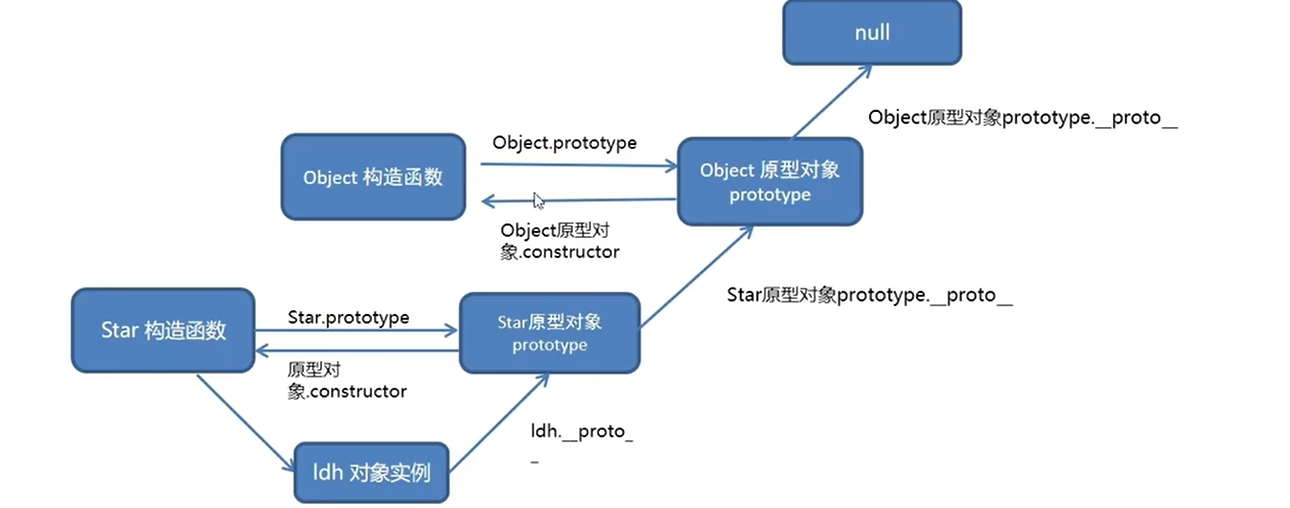 null
Object原型对象prototype.__proto__
Object.prototype
Object 构造函数
Object 原型对象
prototype
Object原型对
象.constructor
Star原型对象prototype.__proto__
Star 构造函数
Star.prototype
Star原型对象
prototype
原型对
象.constructor
ldh.__proto_
_
ldh 对象实例